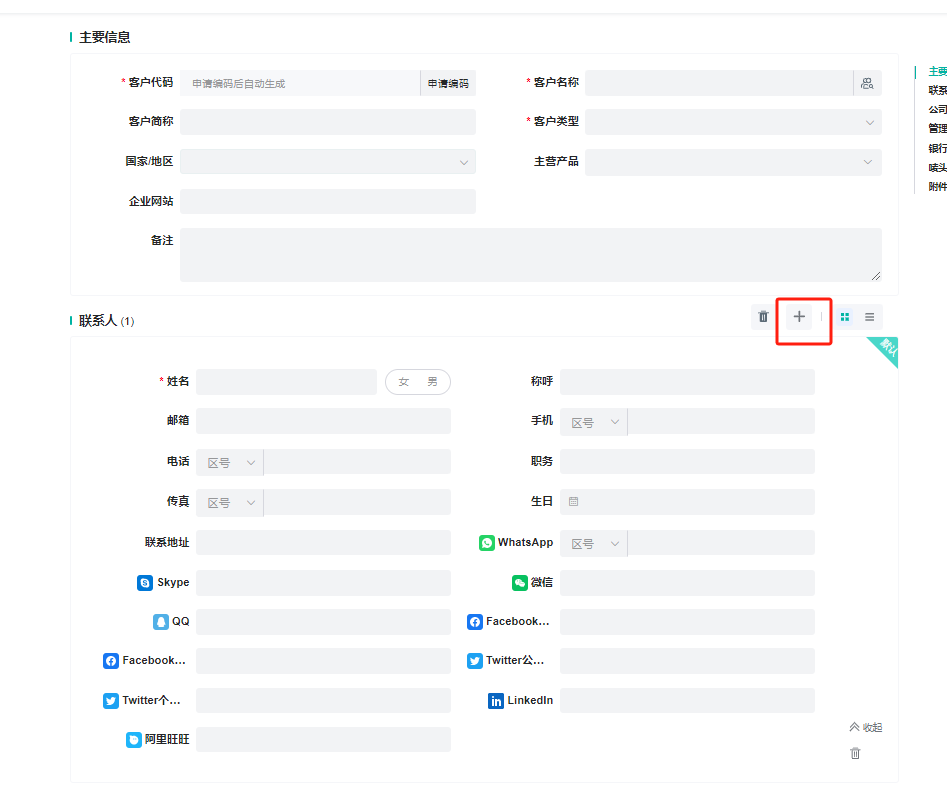 主要信息
* 客户代码 申请编码后自动生成 申请编码 * 客户名称
客户简称 * 客户类型
国家/地区 主营产品
企业网站
备注
主要
联系
公司
管理
银行
唛头
附件
联系人 (1)
默认
* 姓名 女 男 称呼
邮箱 手机 区号
电话 区号 职务
传真 区号 生日
联系地址 WhatsApp 区号
Skype 微信
QQ Facebook...
Facebook... Twitter公...
Twitter个... LinkedIn
阿里旺旺
收起